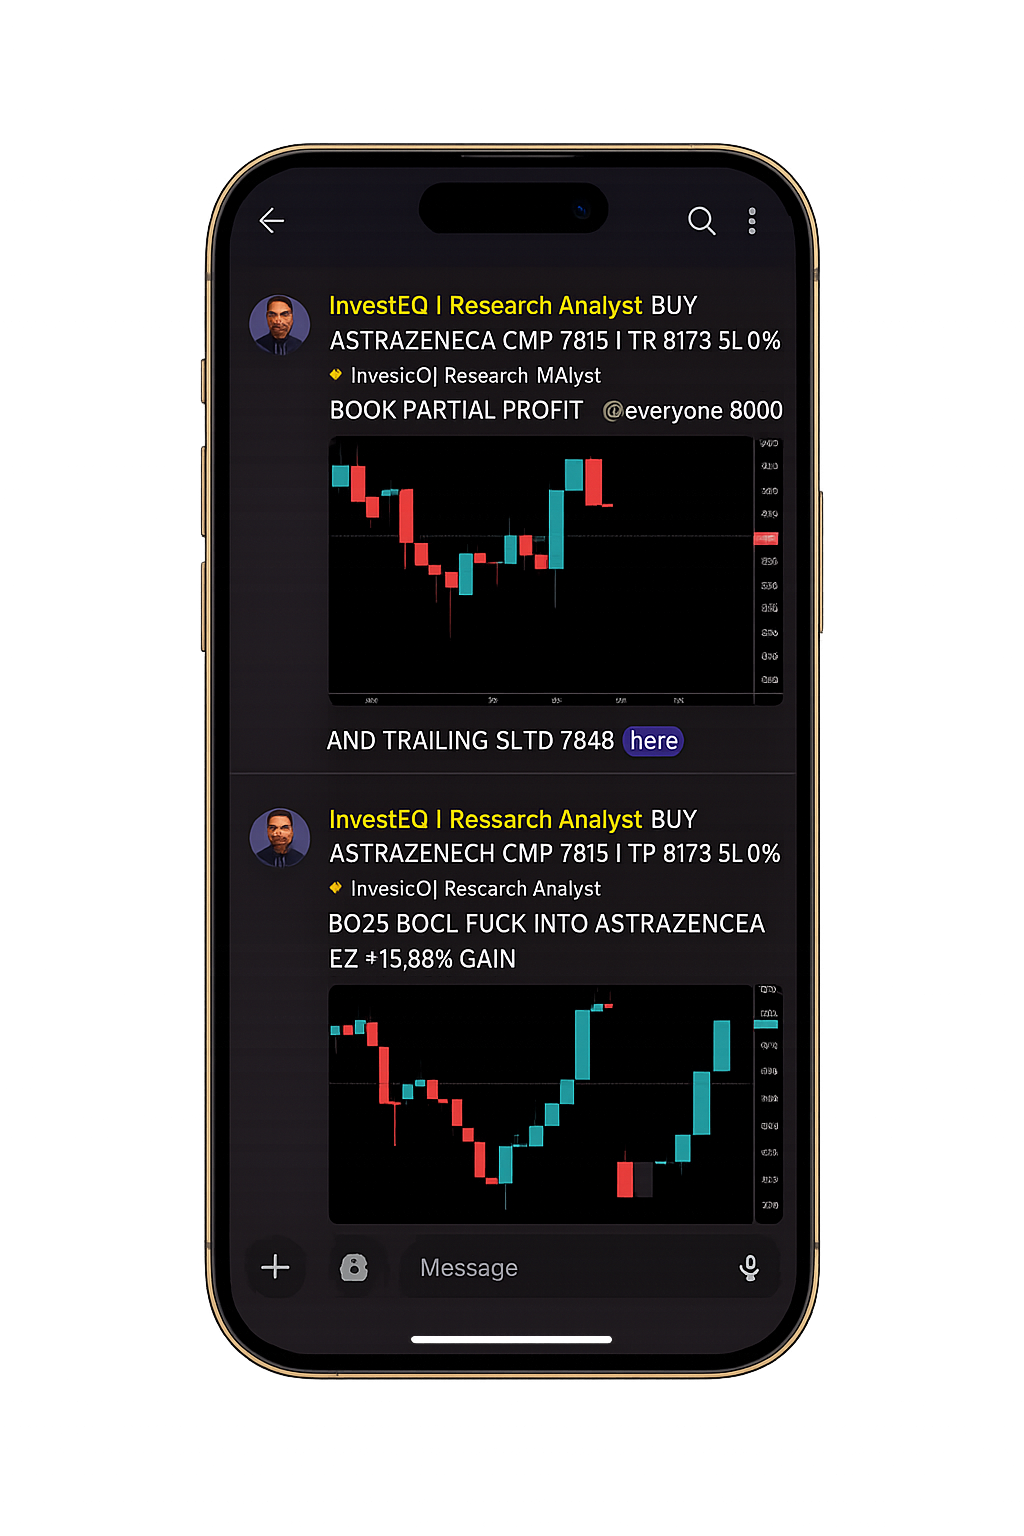 InvestEQ | Research Analyst BUY
ASTRAZENECA CMP 7815 I TR 8173 5L 0%
InvesicO| Research MAlyst
BOOK PARTIAL PROFIT @everyone 8000
AND TRAILING SLTD 7848 here
InvestEQ | Ressarch Analyst BUY
ASTRAZENECH CMP 7815 I TP 8173 5L 0%
InvesicO| Rescarch Analyst
BO25 BOCL FUCK INTO ASTRAZENCEA
EZ +15,88% GAIN
Message